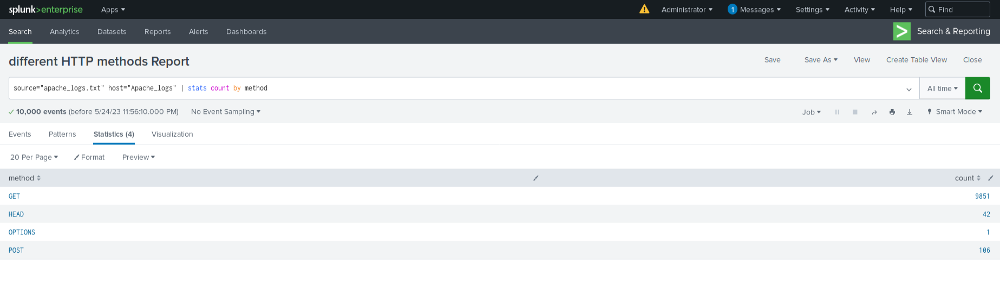 splunk>enterprise Apps Administrator 1 Messages Settings Activity Help Find
Search Analytics Datasets Reports Alerts Dashboards Search & Reporting
different HTTP methods Report Save Save As View Create Table View Close
source="apache_logs.txt" host="Apache_logs" | stats count by method All time
10,000 events (before 5/24/23 11:56:10.000 PM) No Event Sampling Job Smart Mode
Events Patterns Statistics (4) Visualization
20 Per Page Format Preview
method count
GET 9851
HEAD 42
OPTIONS 1
POST 106